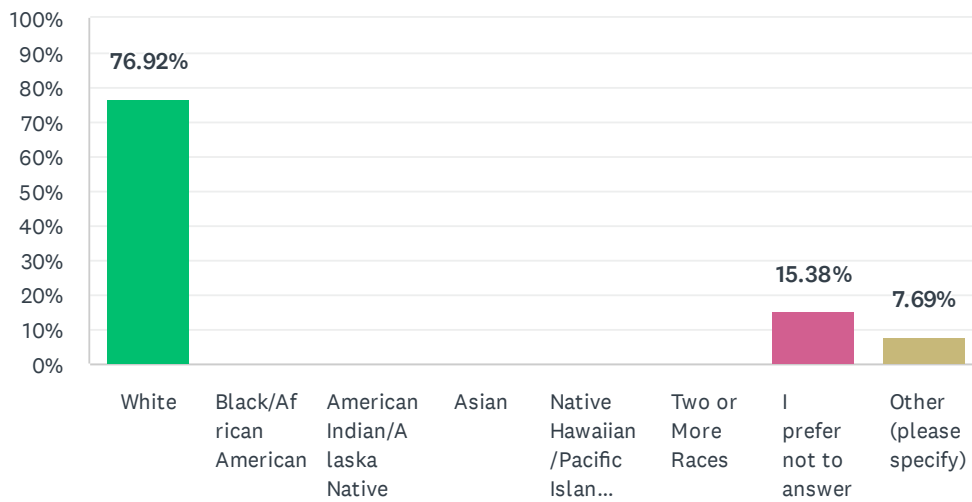 100%
90%
80%
70%
60%
50%
40%
30%
20%
10%
0%
76.92%
15.38%
7.69%
White
Black/Af
rican
American
American
Indian/A
laska
Native
Asian
Native
Hawaiian
/Pacific
Islan...
Two or
More
Races
I
prefer
not to
answer
Other
(please
specify)